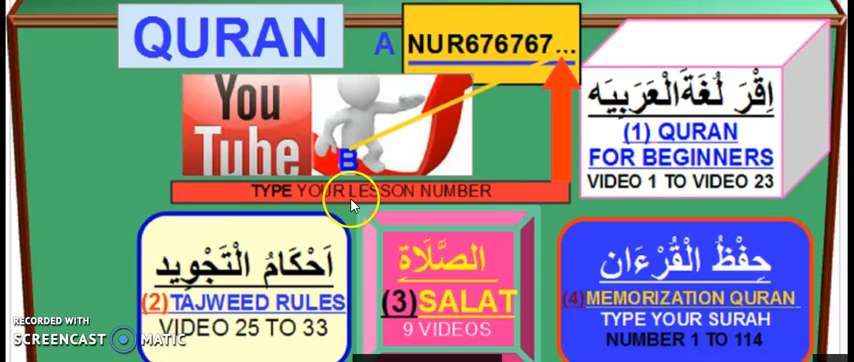 QURAN
A
NUR676767...
You
Tube
B
TYPE YOUR LESSON NUMBER
اِقْرَ لُغَةَ الْعَرَبِيَه
(1) QURAN
FOR BEGINNERS
VIDEO 1 TO VIDEO 23
اَحْكَامُ الْتَجْوِيد
(2)TAJWEED RULES
VIDEO 25 TO 33
الصَّلَاة
(3)SALAT
9 VIDEOS
حِفْظُ الْقُرْءَان
(4)MEMORIZATION QURAN
TYPE YOUR SURAH
NUMBER 1 TO 114
RECORDED WITH
SCREENCAST MATIC